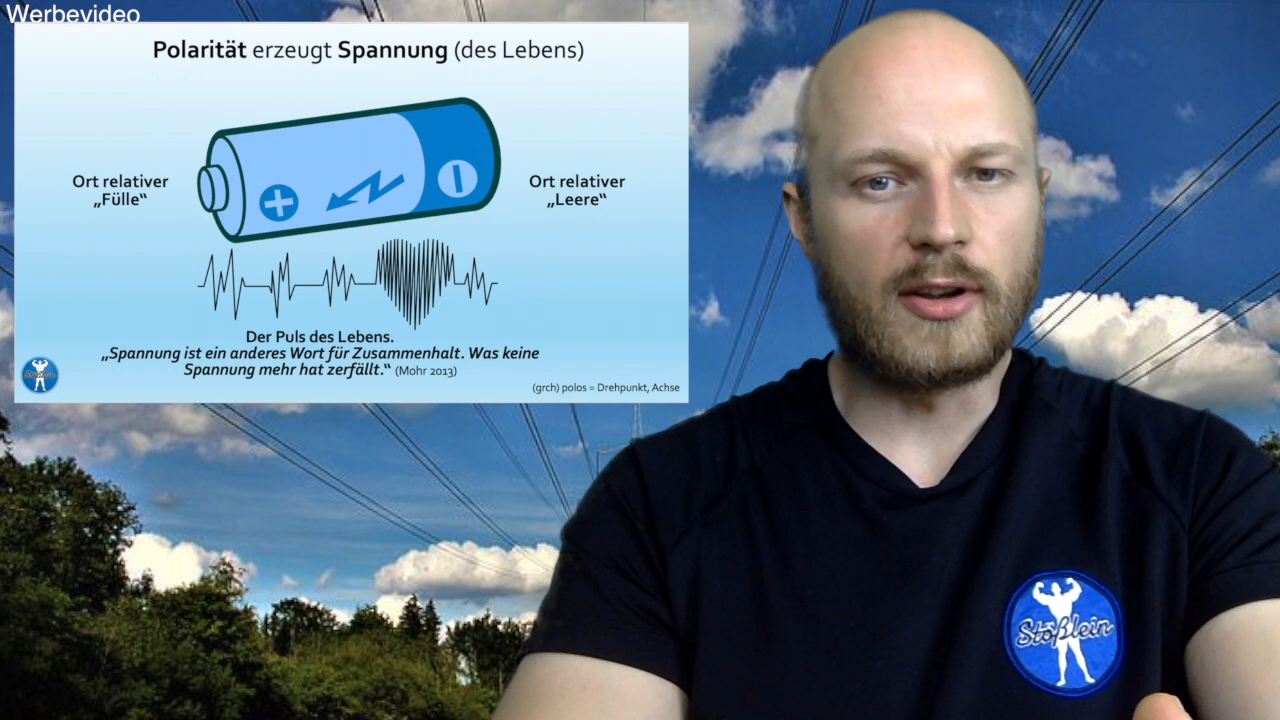 Werbevideo
Polarität erzeugt Spannung (des Lebens)
Ort relativer
„Fülle“
Ort relativer
„Leere“
Der Puls des Lebens.
„Spannung ist ein anderes Wort für Zusammenhalt. Was keine
Spannung mehr hat zerfällt.“ (Mohr 2013)
(grch) polos = Drehpunkt, Achse
Stößlein